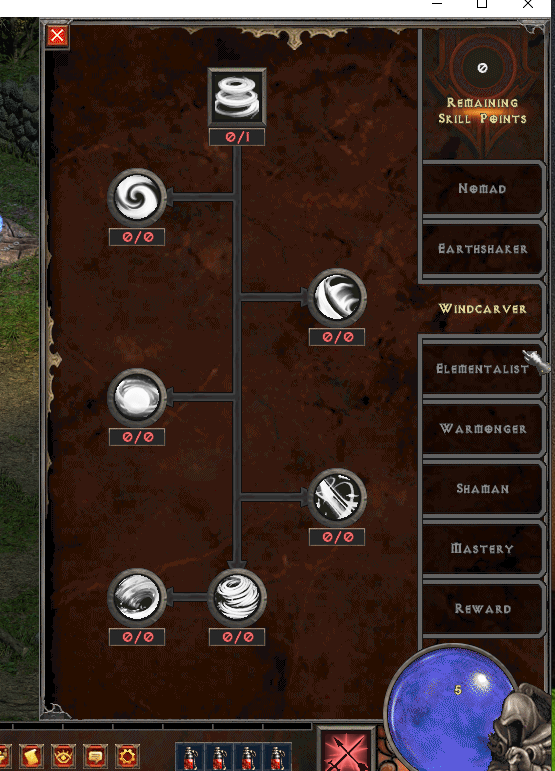 0
REMAINING
SKILL POINTS
0/1
NOMAD
0/0
EARTHSHAKER
WINDCARVER
0/0
ELEMENTALIST
0/0
WARMONGER
SHAMAN
0/0
MASTERY
REWARD
0/0
0/0
5